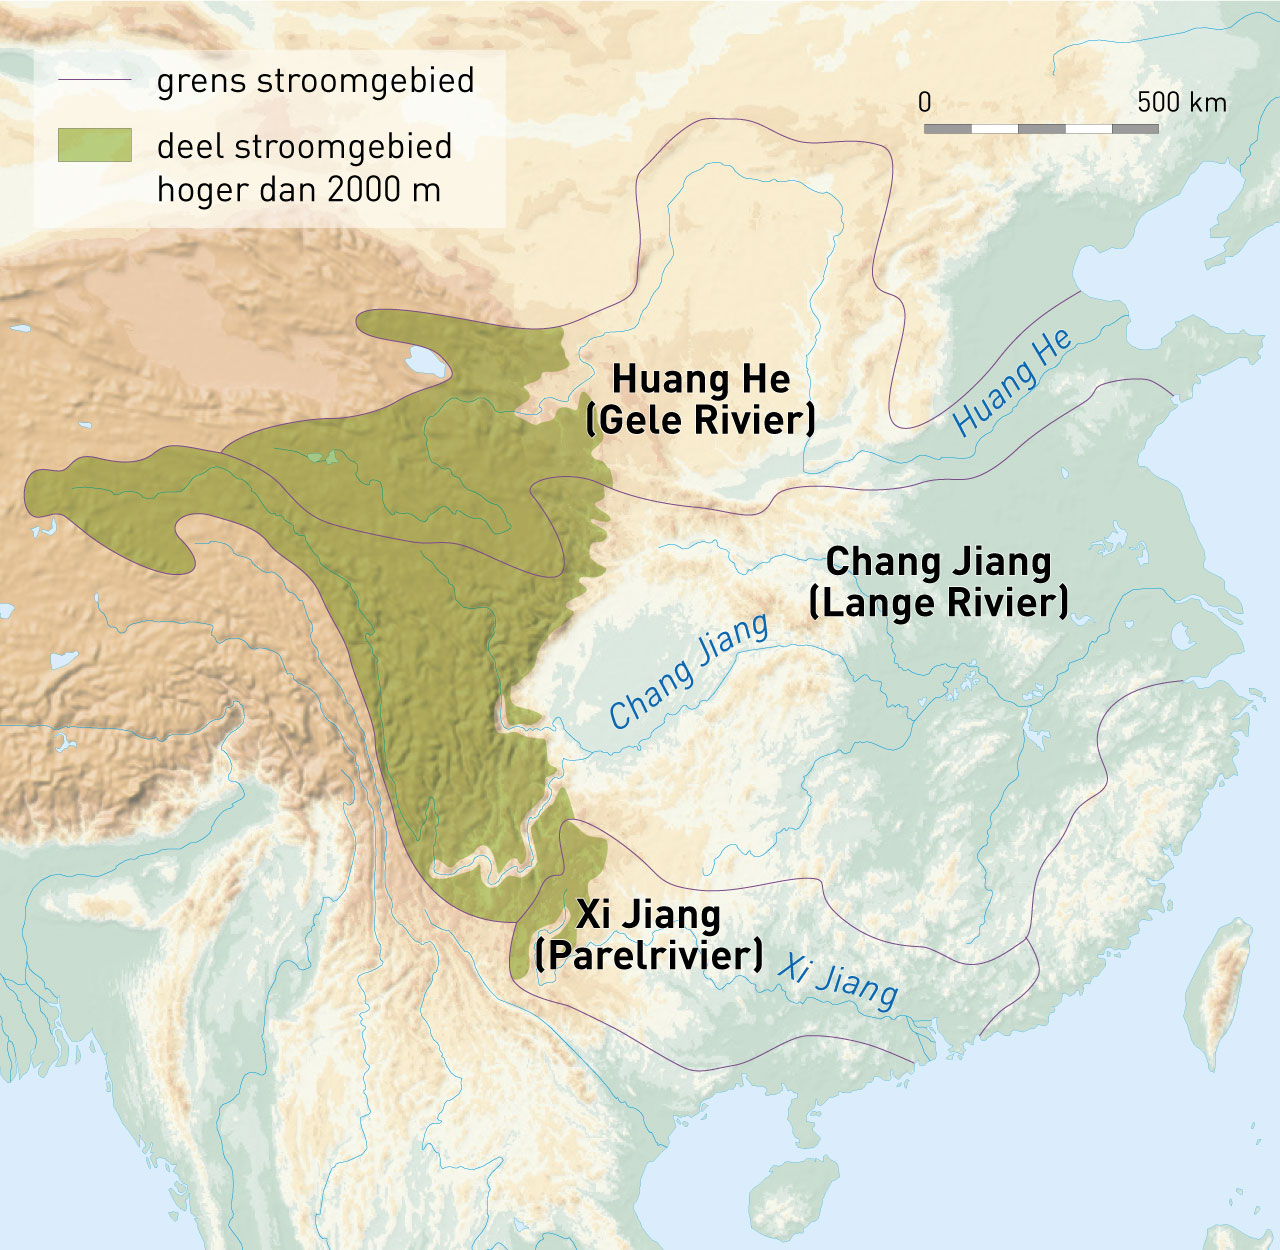 grens stroomgebied
deel stroomgebied
hoger dan 2000 m
0 500 km
Huang He
(Gele Rivier)
Huang He
Chang Jiang
(Lange Rivier)
Chang Jiang
Xi Jiang
(Parelrivier)
Xi Jiang